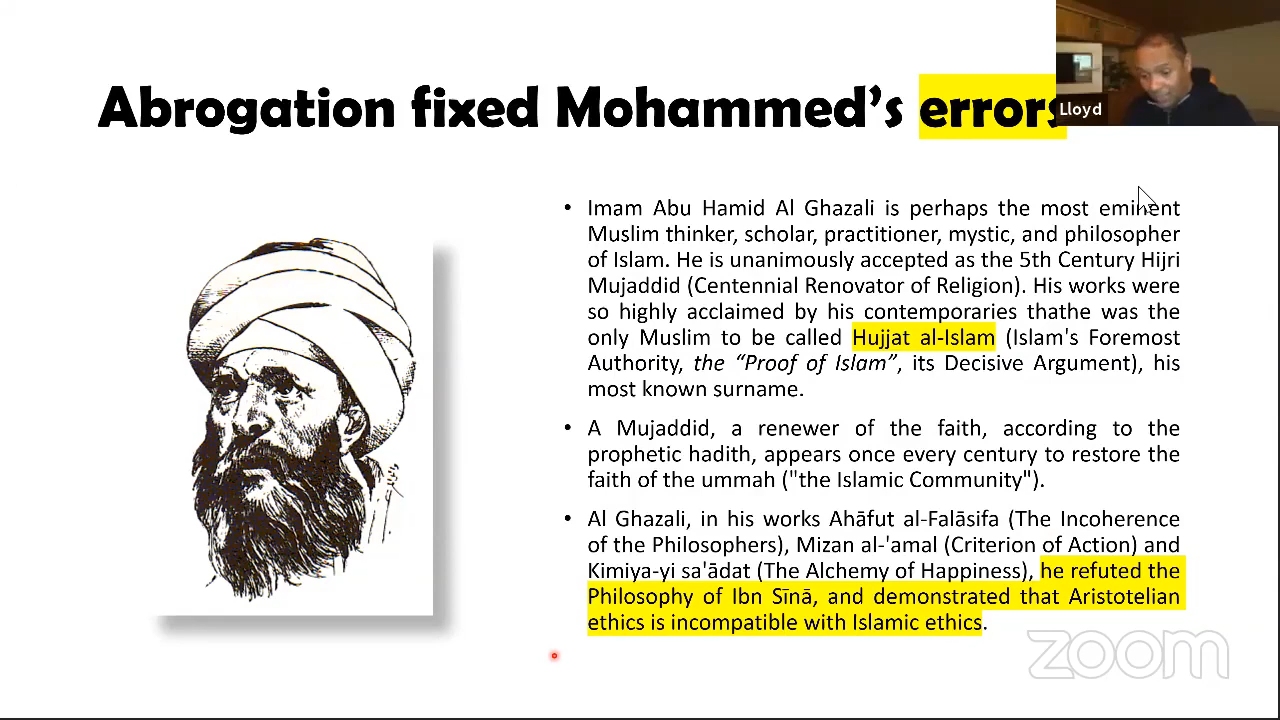 Abrogation fixed Mohammed's errors
Lloyd
• Imam Abu Hamid Al Ghazali is perhaps the most eminent
Muslim thinker, scholar, practitioner, mystic, and philosopher
of Islam. He is unanimously accepted as the 5th Century Hijri
Mujaddid (Centennial Renovator of Religion). His works were
so highly acclaimed by his contemporaries thathe was the
only Muslim to be called Hujjat al-Islam (Islam's Foremost
Authority, the “Proof of Islam”, its Decisive Argument), his
most known surname.
• A Mujaddid, a renewer of the faith, according to the
prophetic hadith, appears once every century to restore the
faith of the ummah ("the Islamic Community").
• Al Ghazali, in his works Ahāfut al-Falāsifa (The Incoherence
of the Philosophers), Mizan al-'amal (Criterion of Action) and
Kimiya-yi sa'ādat (The Alchemy of Happiness), he refuted the
Philosophy of Ibn Sīnā, and demonstrated that Aristotelian
ethics is incompatible with Islamic ethics.
zoom